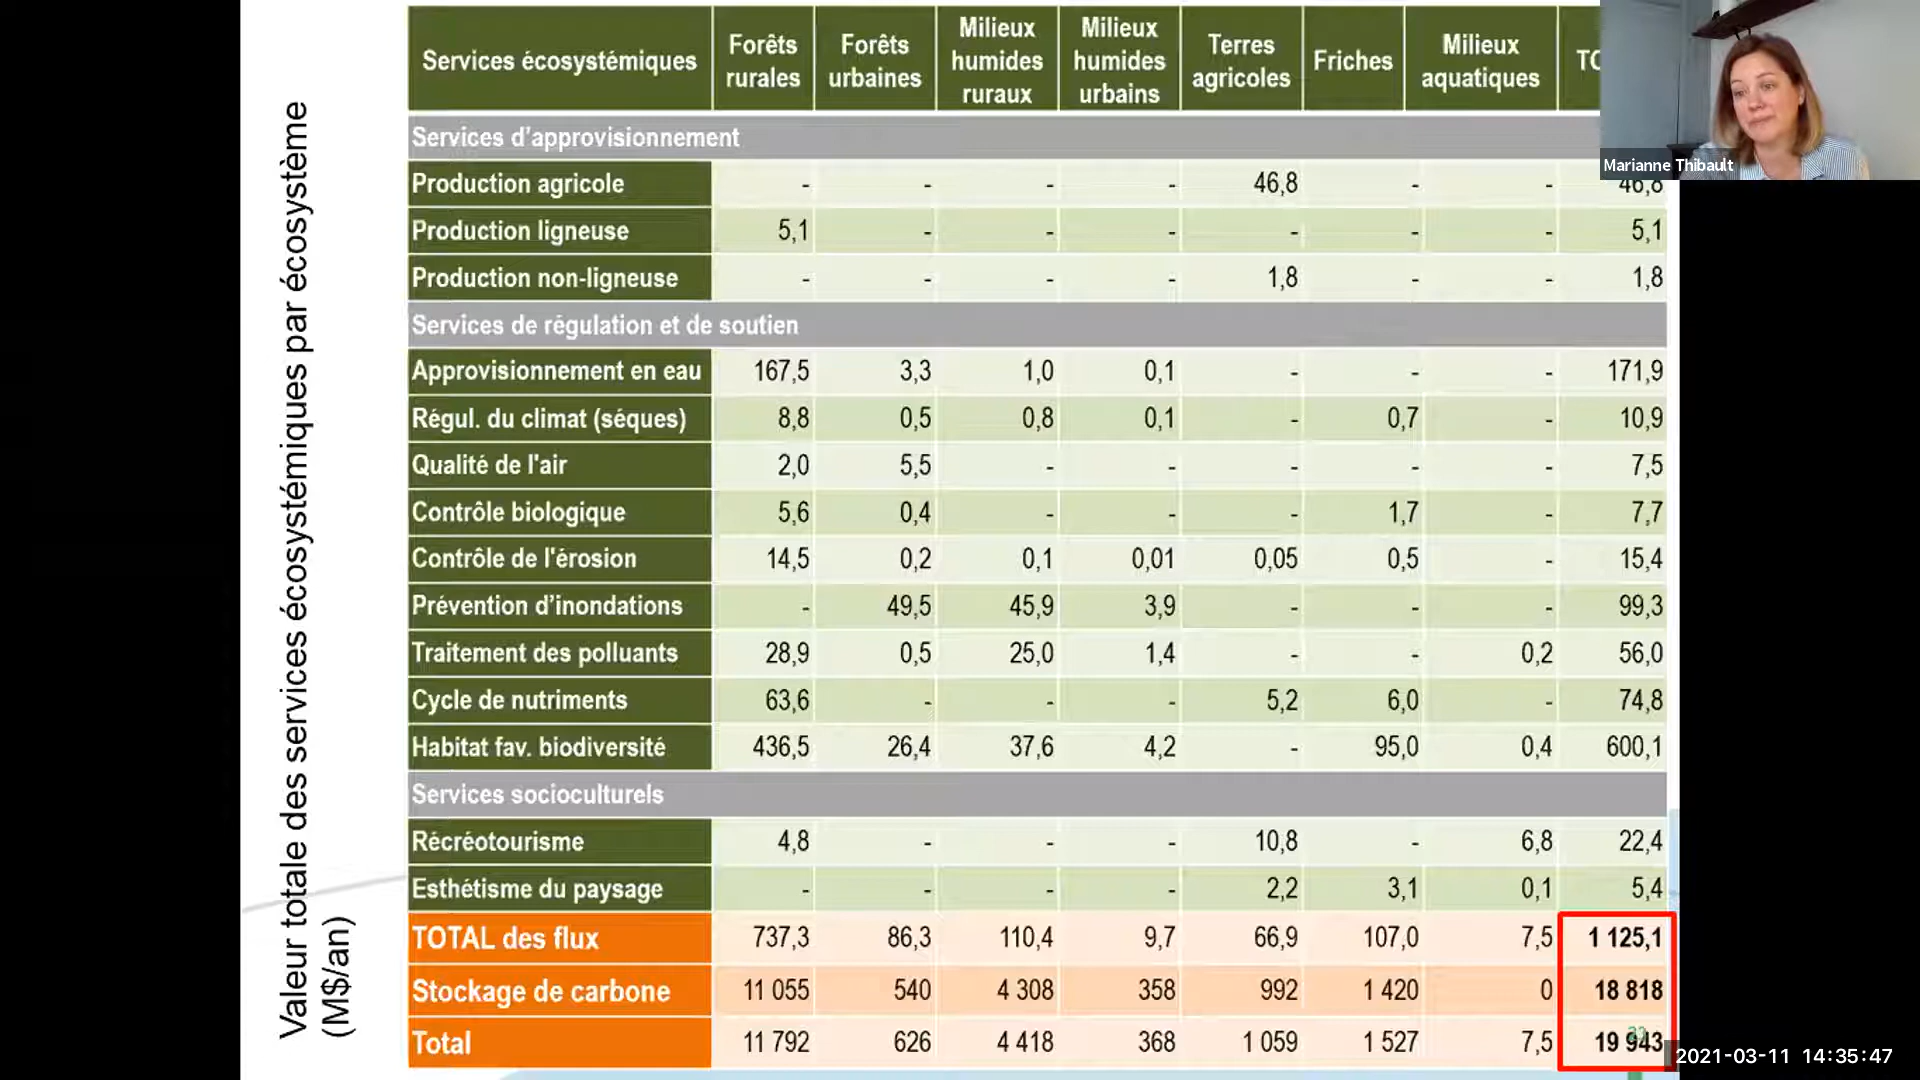 Valeur totale des services écosystémiques par écosystème
(M$/an)
Services écosystémiques Forêts rurales Forêts urbaines Milieux humides ruraux Milieux humides urbains Terres agricoles Friches Milieux aquatiques
Services d'approvisionnement
Production agricole - - - - 46,8 - - 46,8
Production ligneuse 5,1 - - - - - - 5,1
Production non-ligneuse - - - - 1,8 - - 1,8
Services de régulation et de soutien
Approvisionnement en eau 167,5 3,3 1,0 0,1 - - - 171,9
Régul. du climat (séques) 8,8 0,5 0,8 0,1 - 0,7 - 10,9
Qualité de l'air 2,0 5,5 - - - - - 7,5
Contrôle biologique 5,6 0,4 - - - 1,7 - 7,7
Contrôle de l'érosion 14,5 0,2 0,1 0,01 0,05 0,5 - 15,4
Prévention d'inondations - 49,5 45,9 3,9 - - - 99,3
Traitement des polluants 28,9 0,5 25,0 1,4 - - 0,2 56,0
Cycle de nutriments 63,6 - - - 5,2 6,0 - 74,8
Habitat fav. biodiversité 436,5 26,4 37,6 4,2 - 95,0 0,4 600,1
Services socioculturels
Récréotourisme 4,8 - - - 10,8 - 6,8 22,4
Esthétisme du paysage - - - - 2,2 3,1 0,1 5,4
TOTAL des flux 737,3 86,3 110,4 9,7 66,9 107,0 7,5 1 125,1
Stockage de carbone 11 055 540 4 308 358 992 1 420 0 18 818
Total 11 792 626 4 418 368 1 059 1 527 7,5 19 943
Marianne Thibault
2021-03-11 14:35:47